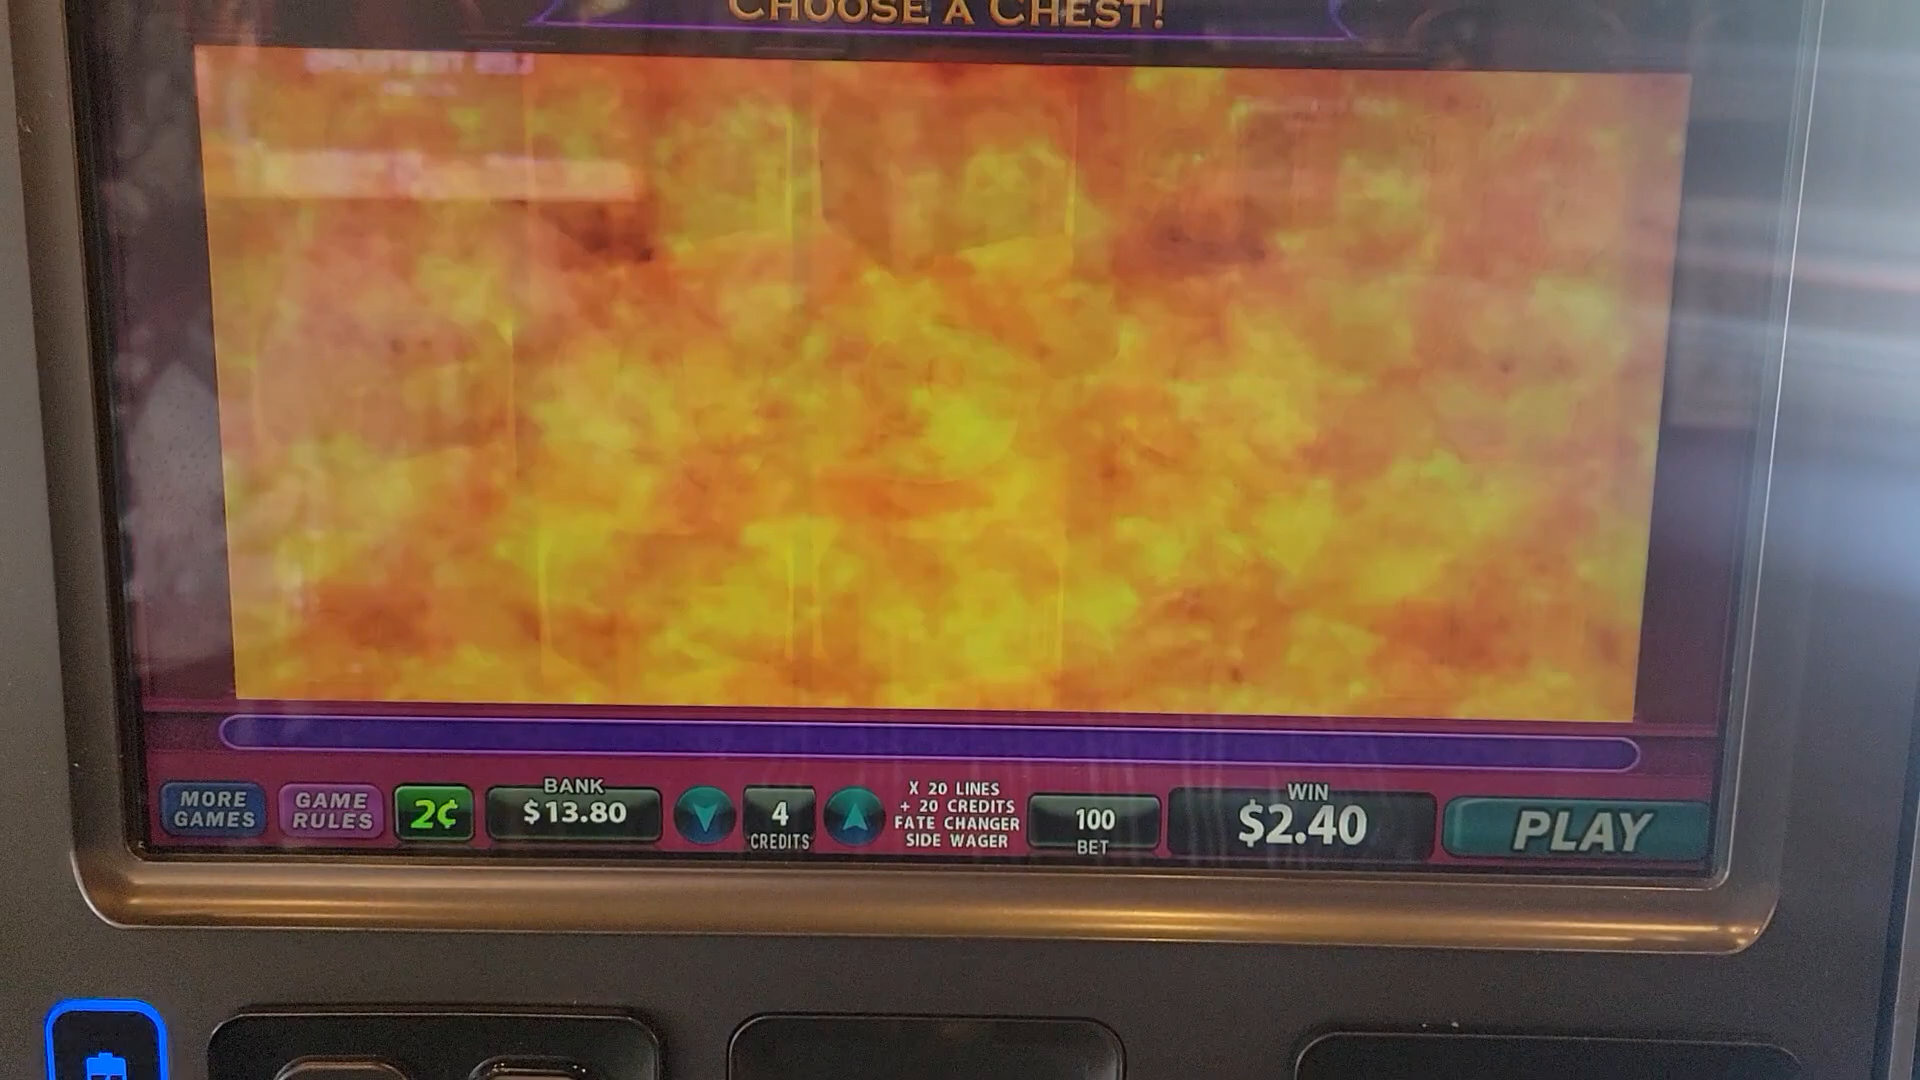 CHOOSE A CHEST!
MORE
GAMES
GAME
RULES
2¢
BANK
$13.80
4
CREDITS
X 20 LINES
+ 20 CREDITS
FATE CHANGER
SIDE WAGER
100
BET
WIN
$2.40
PLAY